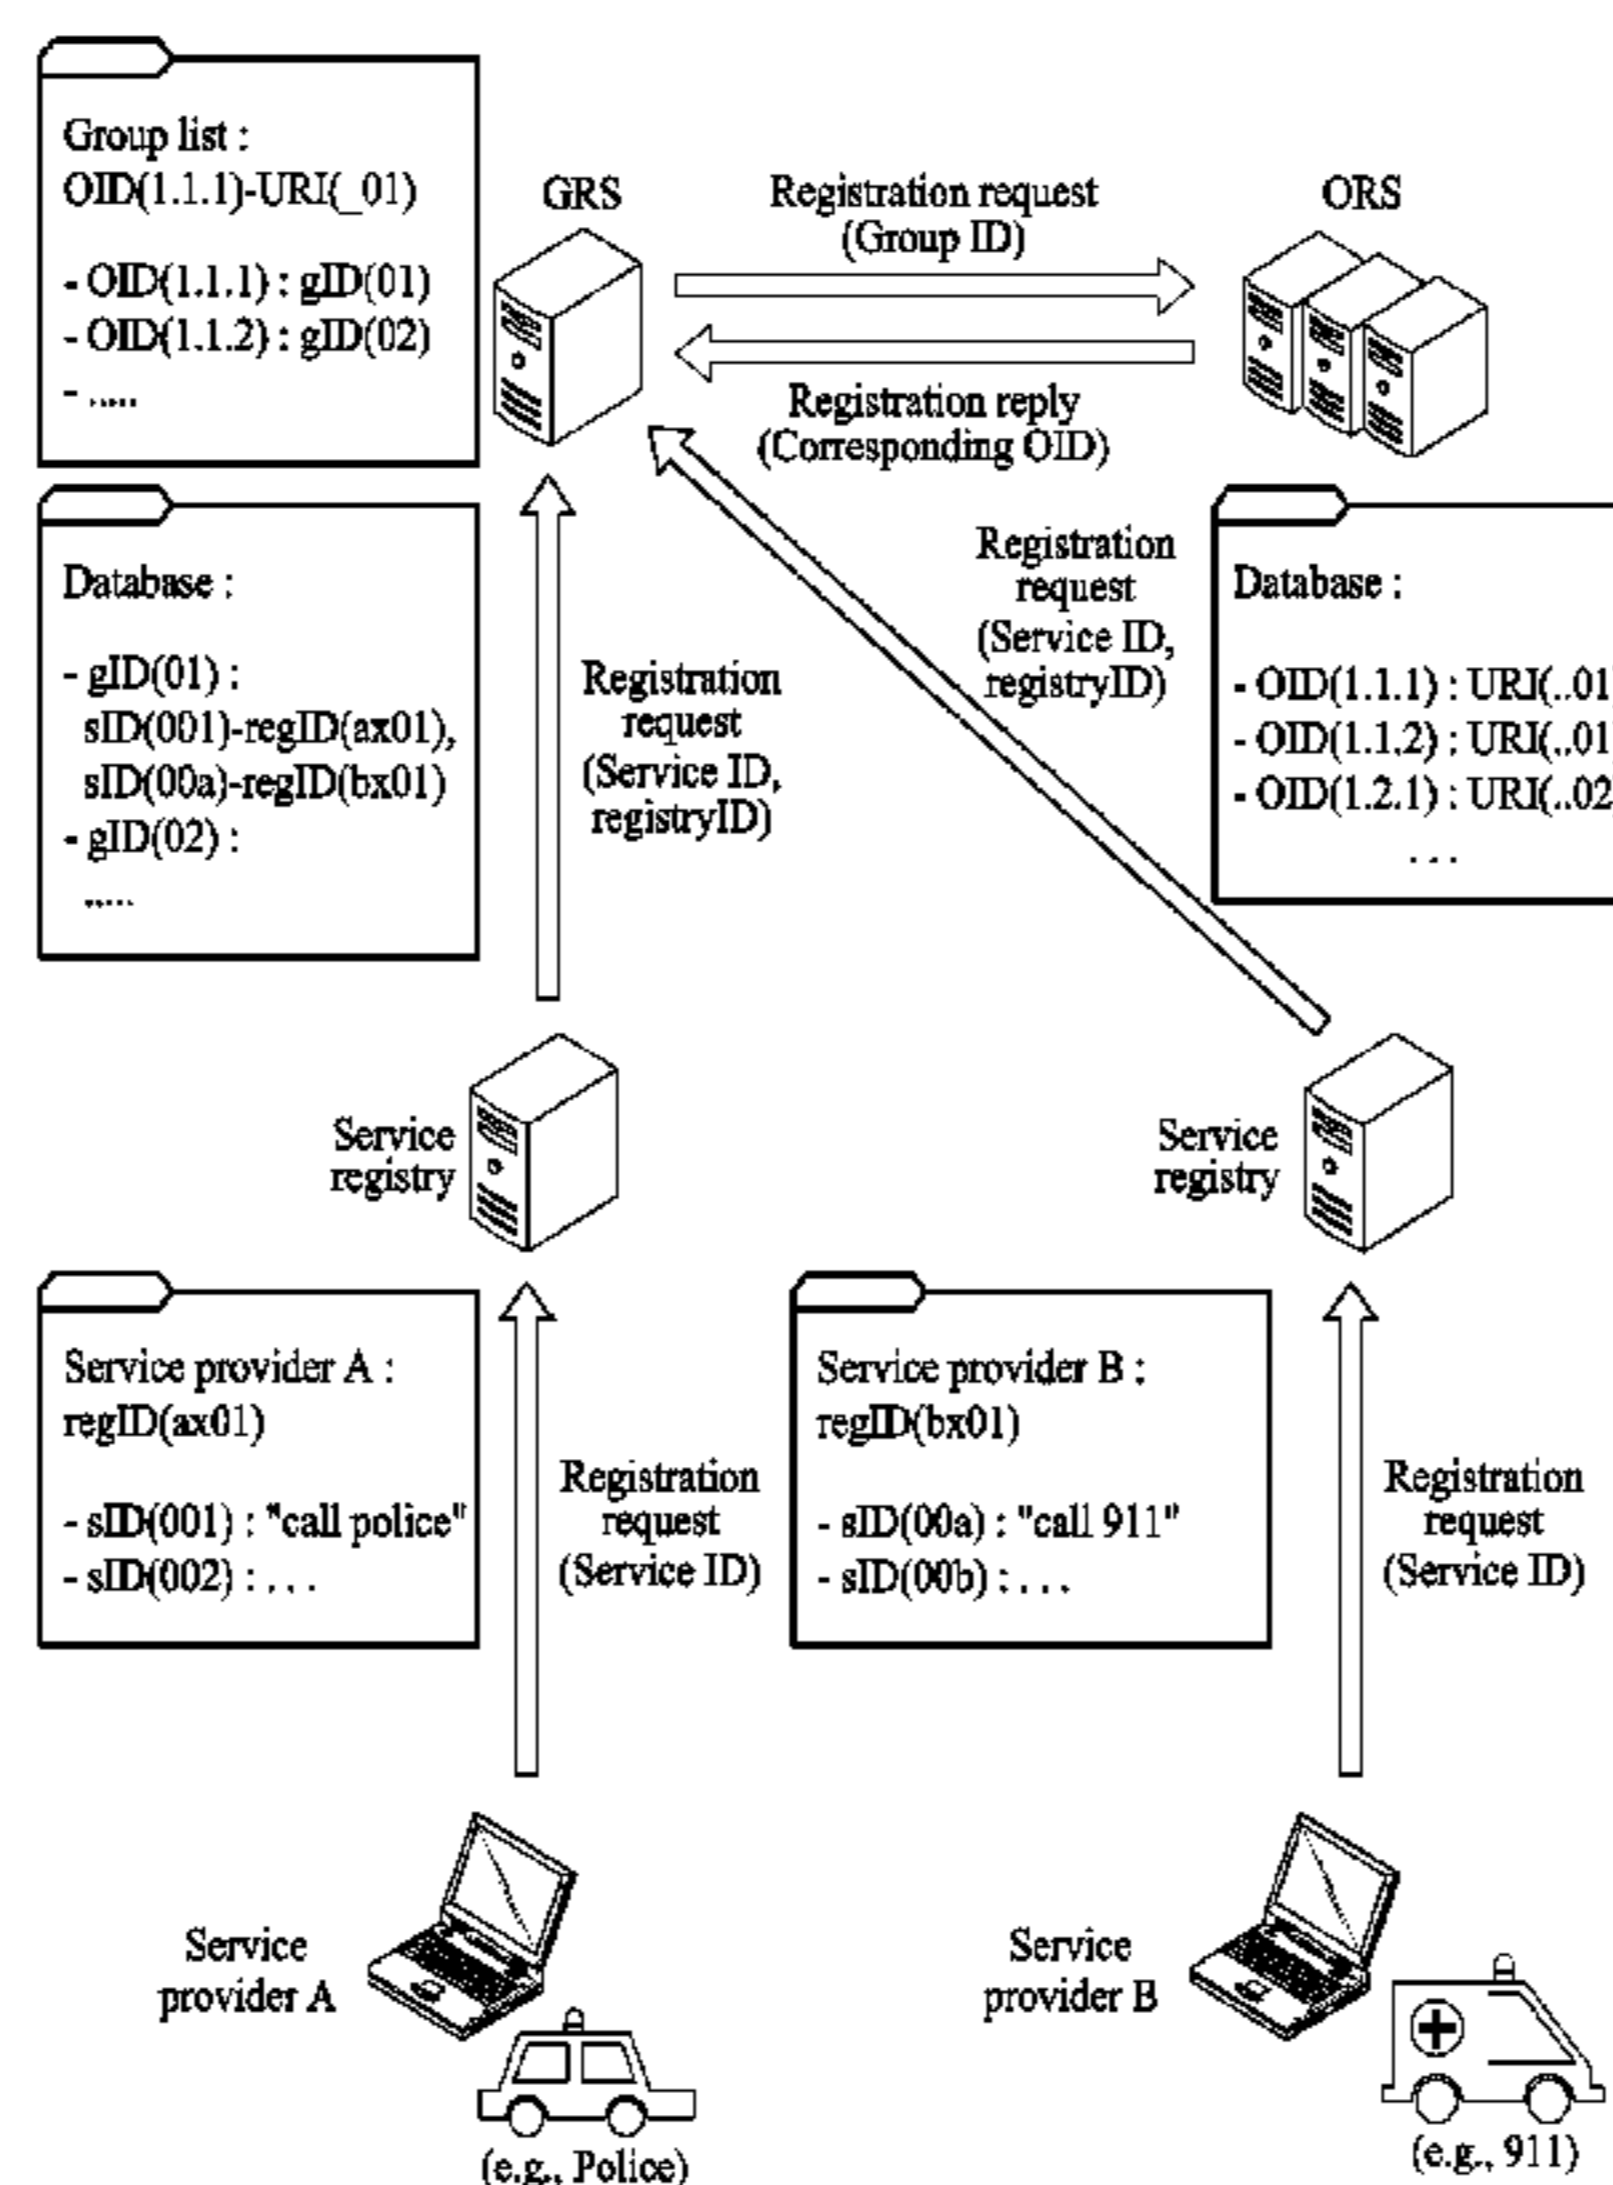 Group list :
OID(1.1.1)-URI(_01)
- OID(1.1.1) : gID(01)
- OID(1.1.2) : gID(02)
- .....
GRS
Registration request
(Group ID)
ORS
Registration reply
(Corresponding OID)
Database :
- gID(01) :
sID(001)-regID(ax01),
sID(00a)-regID(bx01)
- gID(02) :
.....
Registration
request
(Service ID,
registryID)
Registration
request
(Service ID,
registryID)
Database :
- OID(1.1.1) : URI(..01)
- OID(1.1.2) : URI(..01)
- OID(1.2.1) : URI(..02)
. . .
Service
registry
Service
registry
Service provider A :
regID(ax01)
- sID(001) : "call police"
- sID(002) : . . .
Registration
request
(Service ID)
Service provider B :
regID(bx01)
- sID(00a) : "call 911"
- sID(00b) : . . .
Registration
request
(Service ID)
Service
provider A
(e.g., Police)
Service
provider B
(e.g., 911)